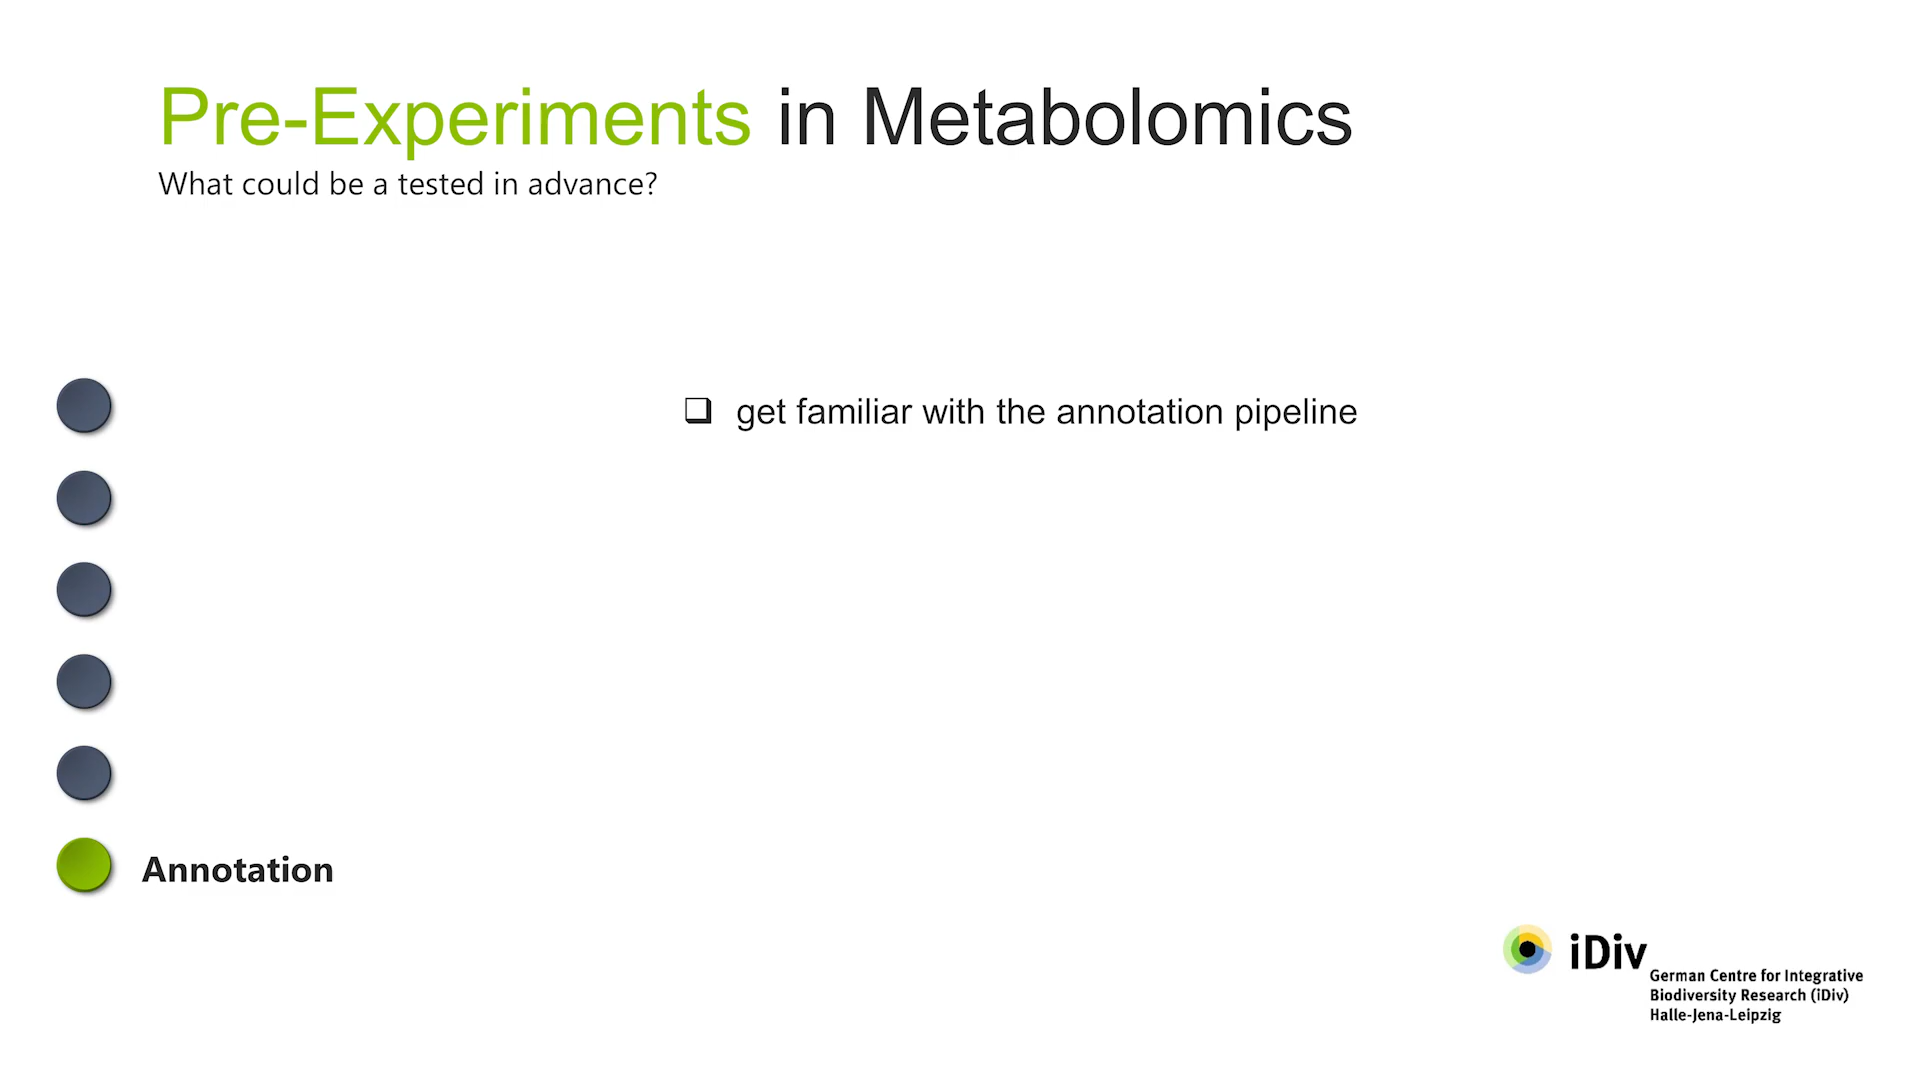 Pre-Experiments in Metabolomics
What could be a tested in advance?
❑ get familiar with the annotation pipeline
Annotation
iDiv
German Centre for Integrative
Biodiversity Research (iDiv)
Halle-Jena-Leipzig